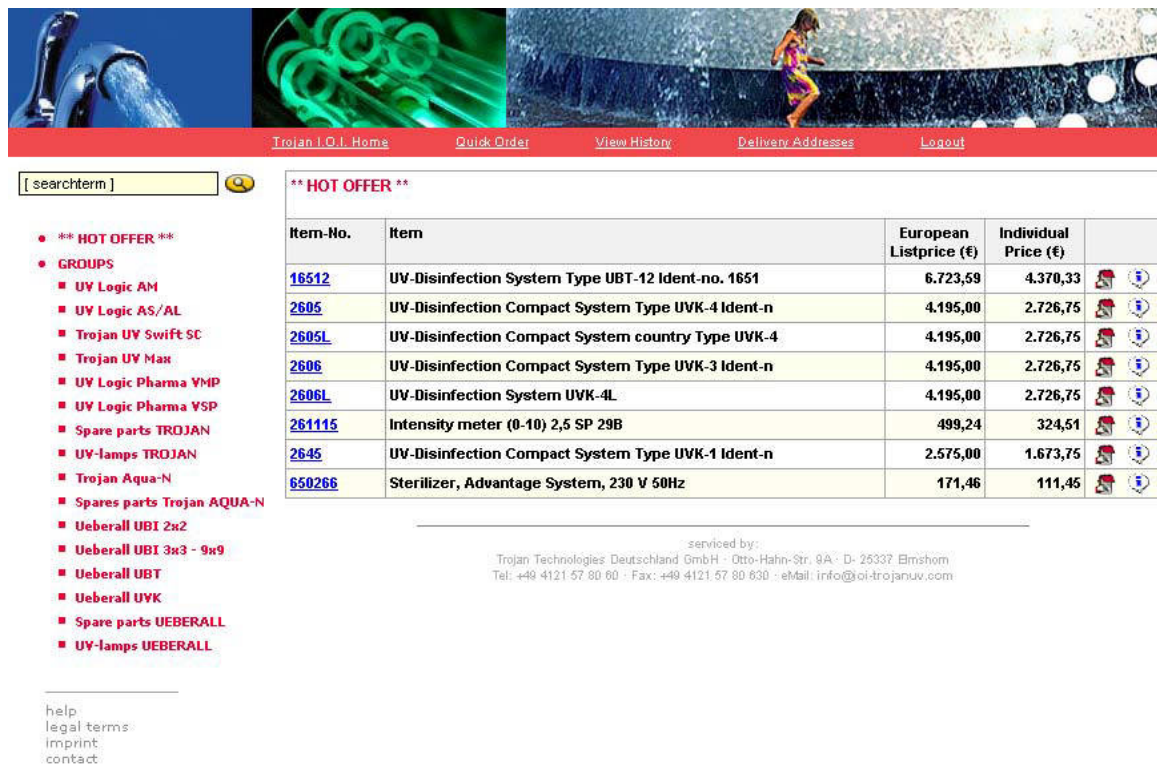 Trojan I.O.I. Home Quick Order View History Delivery Addresses Logout
[ searchterm ]
** HOT OFFER **
GROUPS
UV Logic AM
UV Logic AS/AL
Trojan UV Swift SC
Trojan UV Max
UV Logic Pharma VMP
UV Logic Pharma VSP
Spare parts TROJAN
UV-lamps TROJAN
Trojan Aqua-N
Spares parts Trojan AQUA-N
Ueberall UBI 2x2
Ueberall UBI 3x3 - 9x9
Ueberall UBT
Ueberall UVK
Spare parts UEBERALL
UV-lamps UEBERALL
help
legal terms
imprint
contact
** HOT OFFER **
Item-No. Item European Listprice (€) Individual Price (€)
16512 UV-Disinfection System Type UBT-12 Ident-no. 1651 6.723,59 4.370,33
2605 UV-Disinfection Compact System Type UVK-4 Ident-n 4.195,00 2.726,75
2605L UV-Disinfection Compact System country Type UVK-4 4.195,00 2.726,75
2606 UV-Disinfection Compact System Type UVK-3 Ident-n 4.195,00 2.726,75
2606L UV-Disinfection System UVK-4L 4.195,00 2.726,75
261115 Intensity meter (0-10) 2,5 SP 29B 499,24 324,51
2645 UV-Disinfection Compact System Type UVK-1 Ident-n 2.575,00 1.673,75
650266 Sterilizer, Advantage System, 230 V 50Hz 171,46 111,45
serviced by:
Trojan Technologies Deutschland GmbH · Otto-Hahn-Str. 9A · D- 25337 Elmshorn
Tel: +49 4121 57 80 60 · Fax: +49 4121 57 80 630 · eMail: info@ioi-trojanuv.com